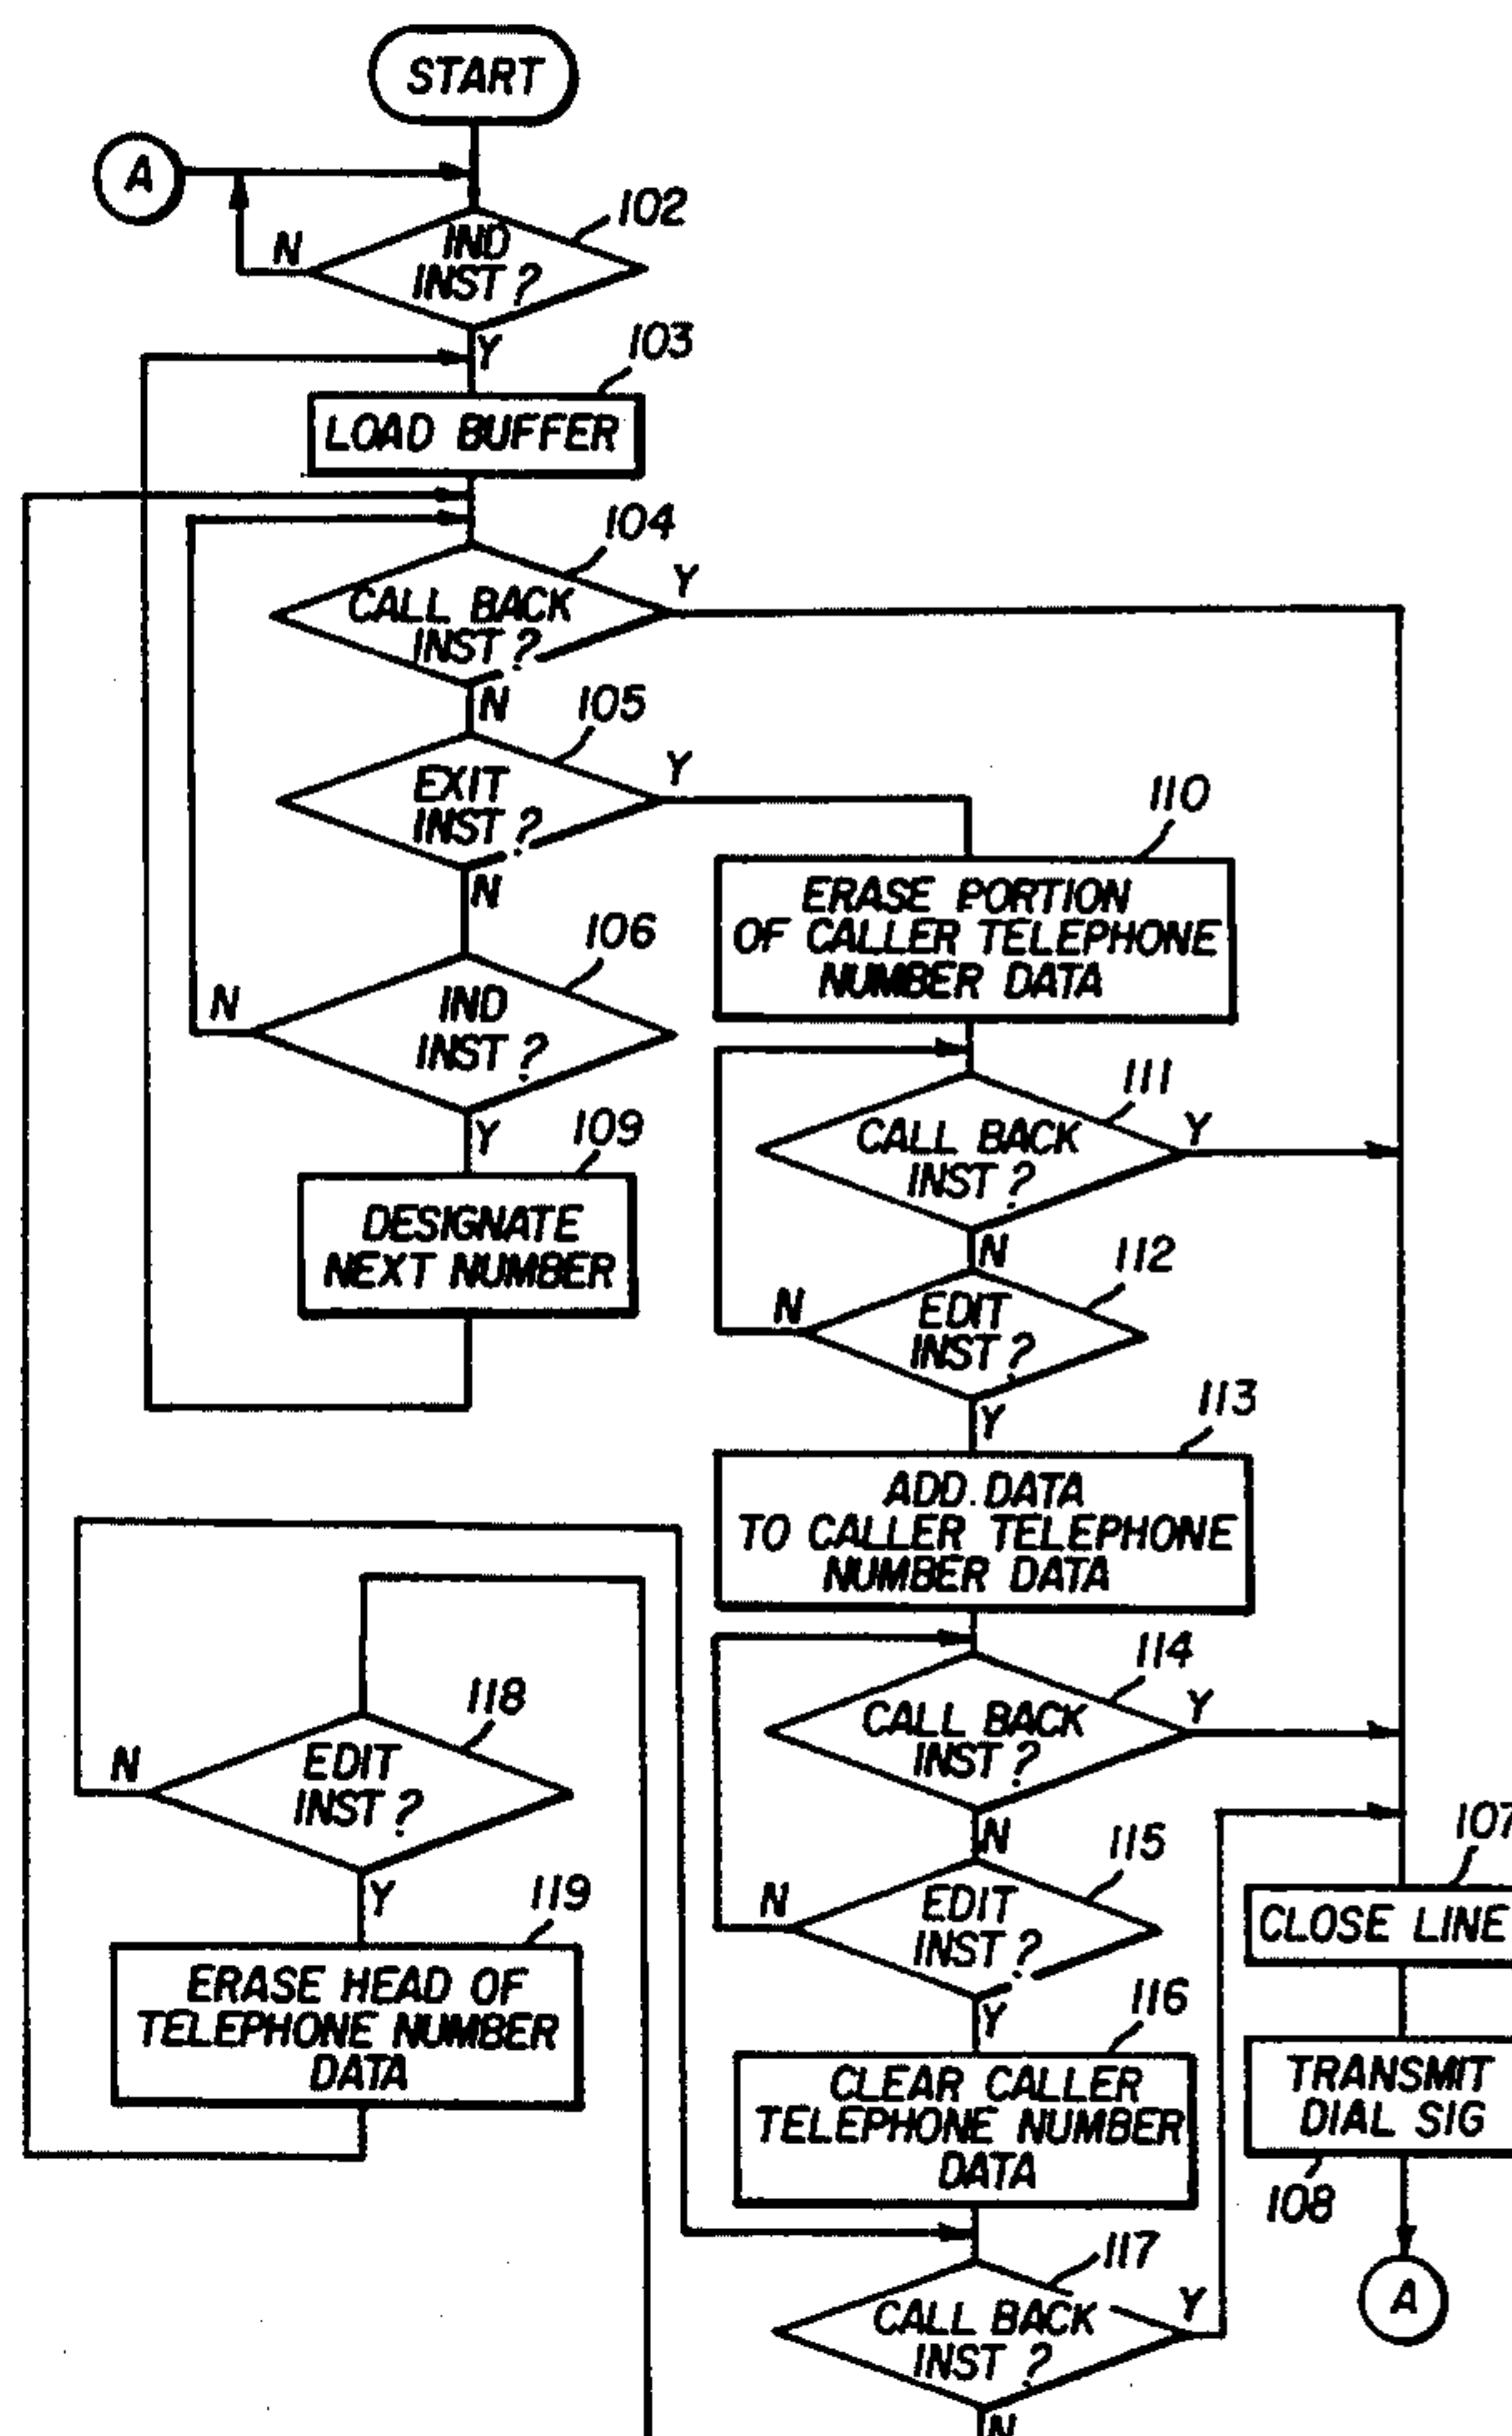 START
A
102
N
IND
INST ?
Y
103
LOAD BUFFER
104
Y
CALL BACK
INST ?
N
105
Y
EXIT
INST ?
N
106
N
IND
INST ?
Y
109
DESIGNATE
NEXT NUMBER
110
ERASE PORTION
OF CALLER TELEPHONE
NUMBER DATA
111
Y
CALL BACK
INST ?
N
112
N
EDIT
INST ?
Y
113
ADD DATA
TO CALLER TELEPHONE
NUMBER DATA
114
Y
CALL BACK
INST ?
N
115
N
EDIT
INST ?
Y
116
CLEAR CALLER
TELEPHONE NUMBER
DATA
117
Y
CALL BACK
INST ?
N
118
N
EDIT
INST ?
Y
119
ERASE HEAD OF
TELEPHONE NUMBER
DATA
107
CLOSE LINE
TRANSMIT
DIAL SIG
108
A